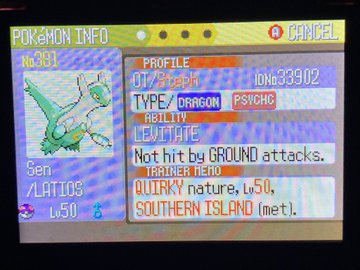 POKéMON INFO
CANCEL
No381
PROFILE
OT/Steph IDNo33902
TYPE/ DRAGON PSYCHC
ABILITY
LEVITATE
Not hit by GROUND attacks.
Sen
/LATIOS
Lv50
TRAINER MEMO
QUIRKY nature, Lv50,
SOUTHERN ISLAND (met).